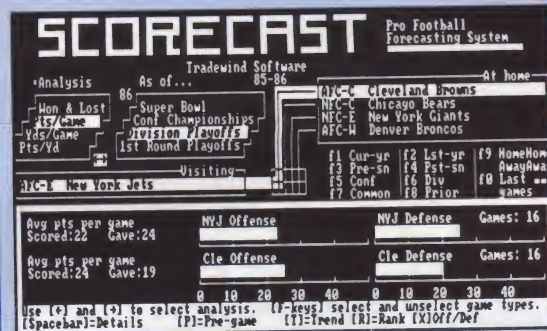 SCORECAST
Pro Football
Forecasting System
Tradewind Software
85-86
•Analysis
As of...
At home
86
Won & Lost
Pts/Game
Yds/Game
Pts/Yd
Super Bowl
Conf Championships
Division Playoffs
1st Round Playoffs
AFC-C Cleveland Browns
NFC-C Chicago Bears
NFC-E New York Giants
AFC-W Denver Broncos
Visiting
AFC-E New York Jets
f1 Cur-yr f2 Lst-yr f9 HomeHome
f3 Pre-sn f4 Pst-sn AwayAway
f5 Conf f6 Div f0 Last
f7 Common f8 Prior games
Avg pts per game NYJ Offense NYJ Defense Games: 16
Scored:22 Gave:24
Avg pts per game Cle Offense Cle Defense Games: 16
Scored:24 Gave:19
0 10 20 30 40 0 10 20 30 40
Use [+] and [→] to select analysis. [F-keys] select and unselect game types.
[Spacebar]=Details [P]=Pre-game [T]=Trend [R]=Rank [X]Off/Def